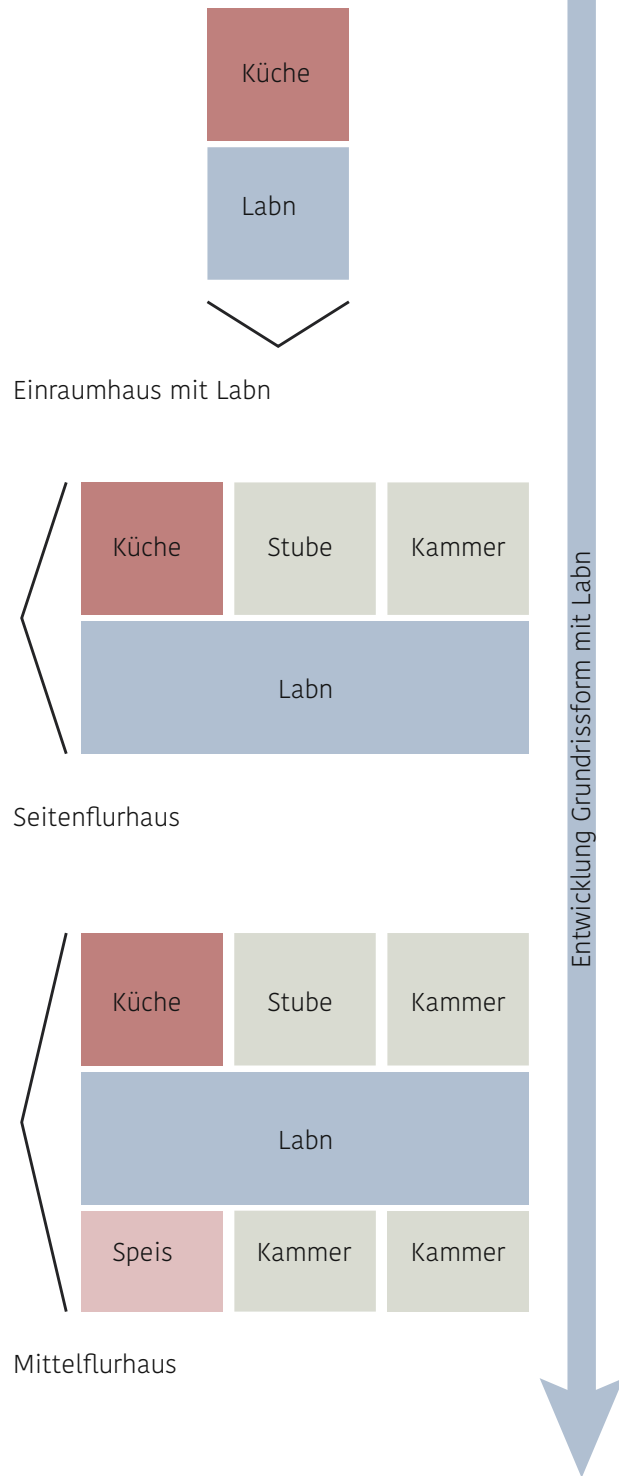 Küche
Labn
Einraumhaus mit Labn
Küche Stube Kammer
Labn
Seitenflurhaus
Küche Stube Kammer
Labn
Speis Kammer Kammer
Mittelflurhaus
Entwicklung Grundrissform mit Labn